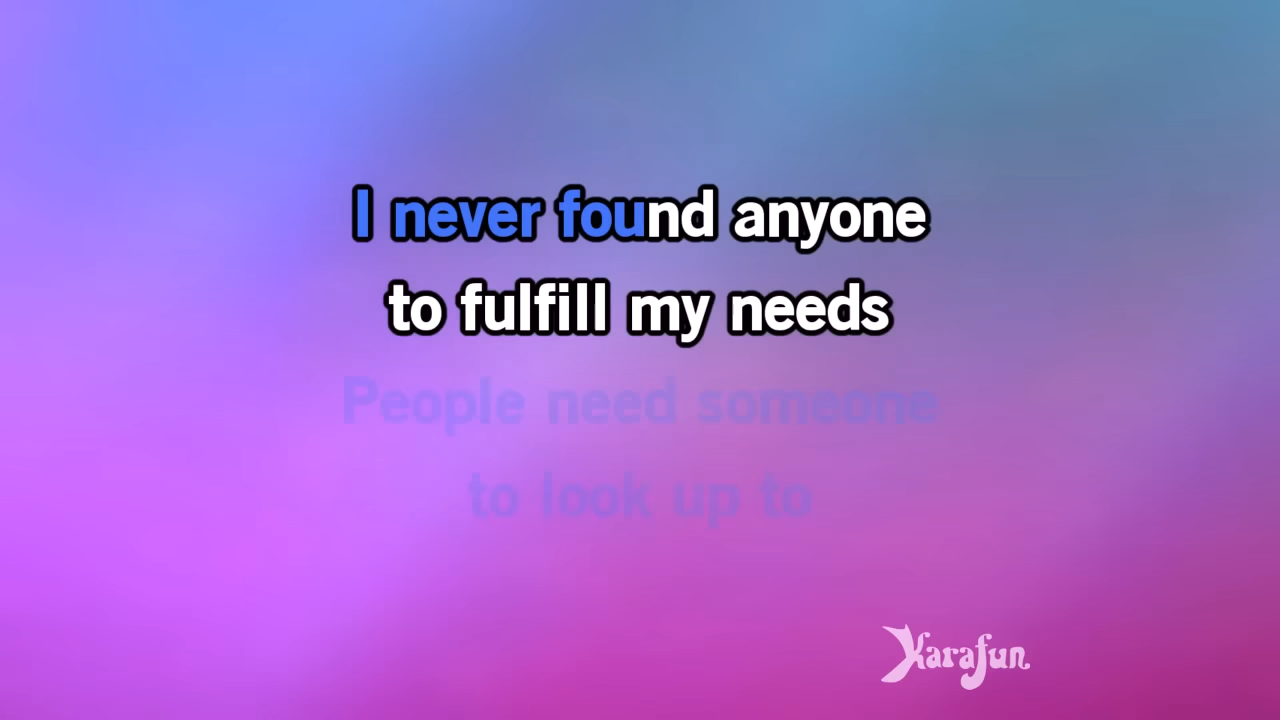 I never found anyone
to fulfill my needs
People need someone
to look up to
Karafun